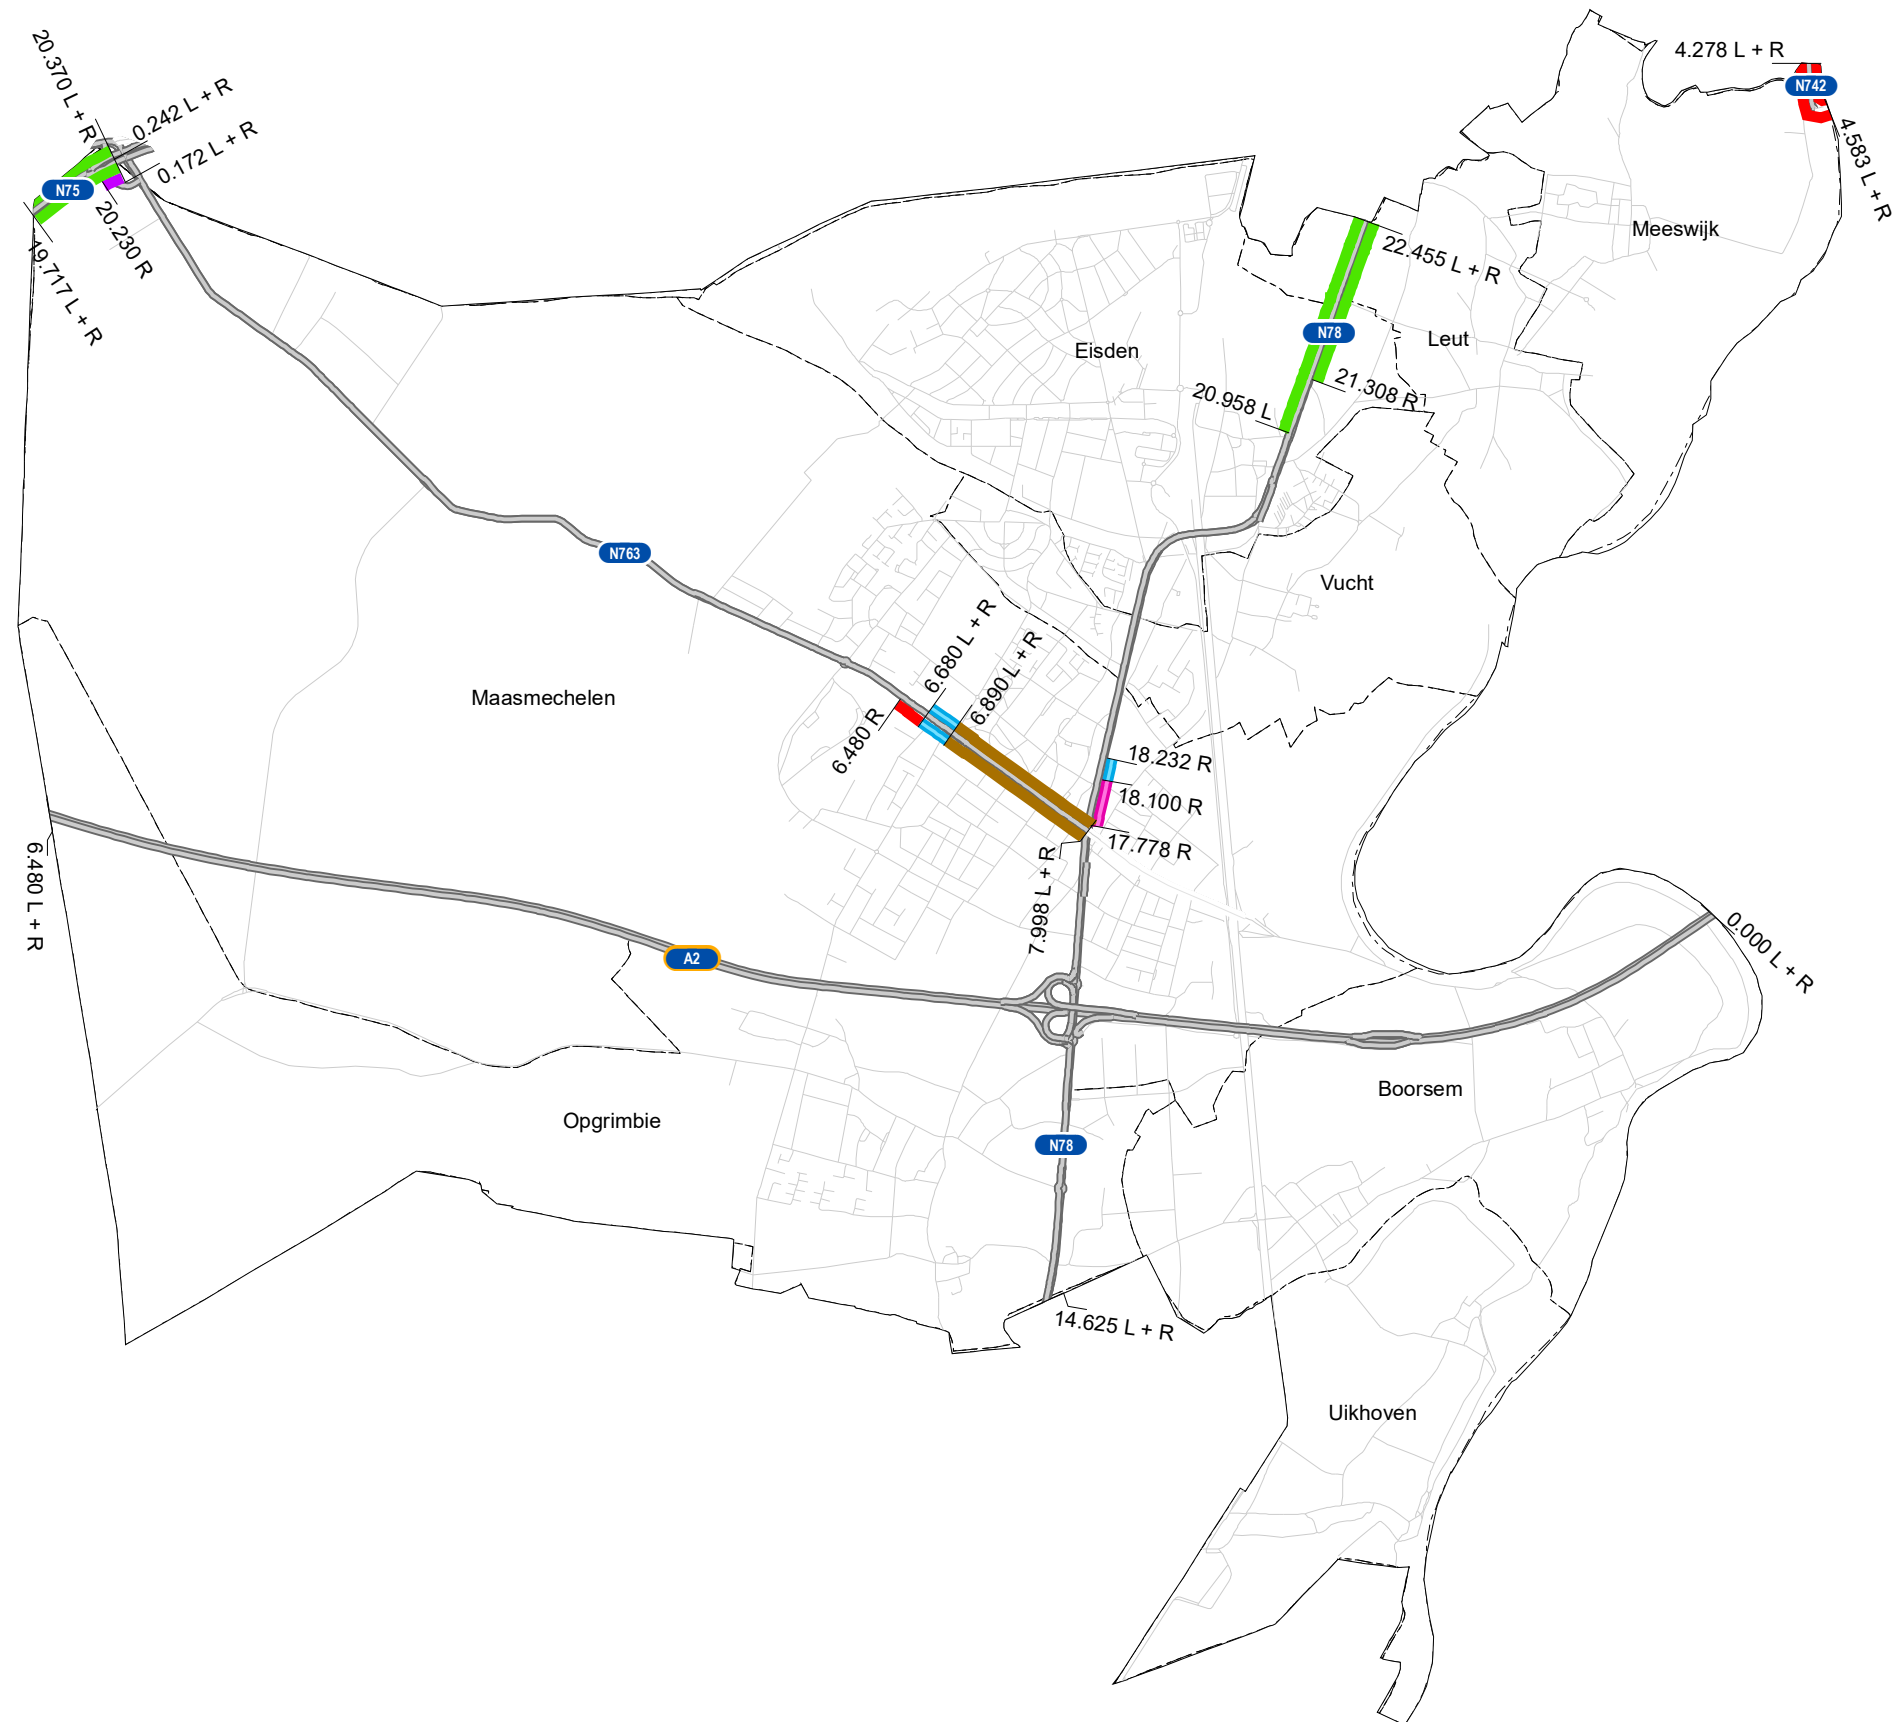 20.370 L + R
0.242 L + R
0.172 L + R
N75
20.230 R
19.717 L + R
4.278 L + R
N742
4.583 L + R
Meeswijk
22.455 L + R
N78
Leut
Eisden
21.308 R
20.958 L
N763
Vucht
6.680 L + R
6.890 L + R
Maasmechelen
6.480 R
18.232 R
18.100 R
17.778 R
7.998 L + R
6.480 L + R
A2
0.000 L + R
Boorsem
Opgrimbie
N78
14.625 L + R
Uikhoven